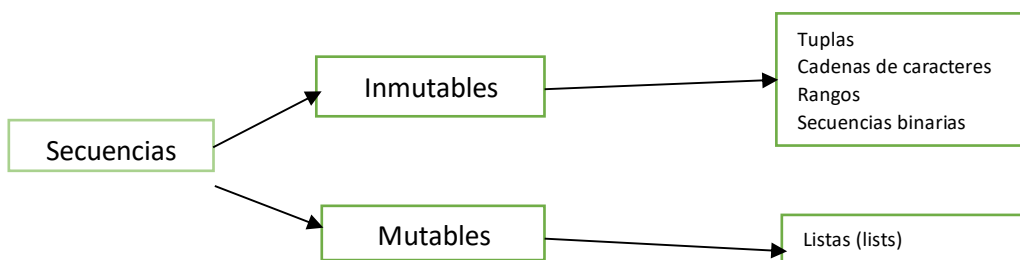 Secuencias
Inmutables
Tuplas
Cadenas de caracteres
Rangos
Secuencias binarias
Mutables
Listas (lists)